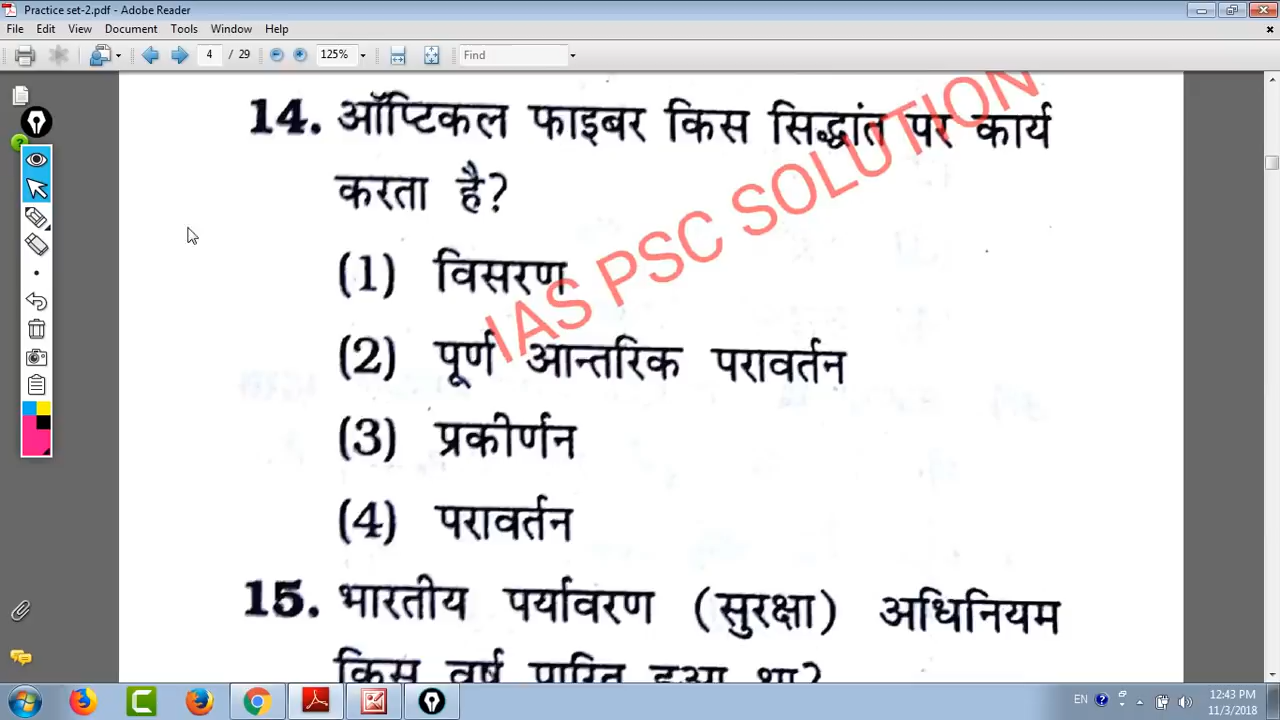 Practice set-2.pdf - Adobe Reader
File Edit View Document Tools Window Help
4 / 29 125% Find
14. ऑप्टिकल फाइबर किस सिद्धांत पर कार्य
करता है?
(1) विसरण
(2) पूर्ण आन्तरिक परावर्तन
(3) प्रकीर्णन
(4) परावर्तन
IAS PSC SOLUTION
15. भारतीय पर्यावरण (सुरक्षा) अधिनियम
किस वर्ष पारित हुआ था?
EN 12:43 PM
11/3/2018